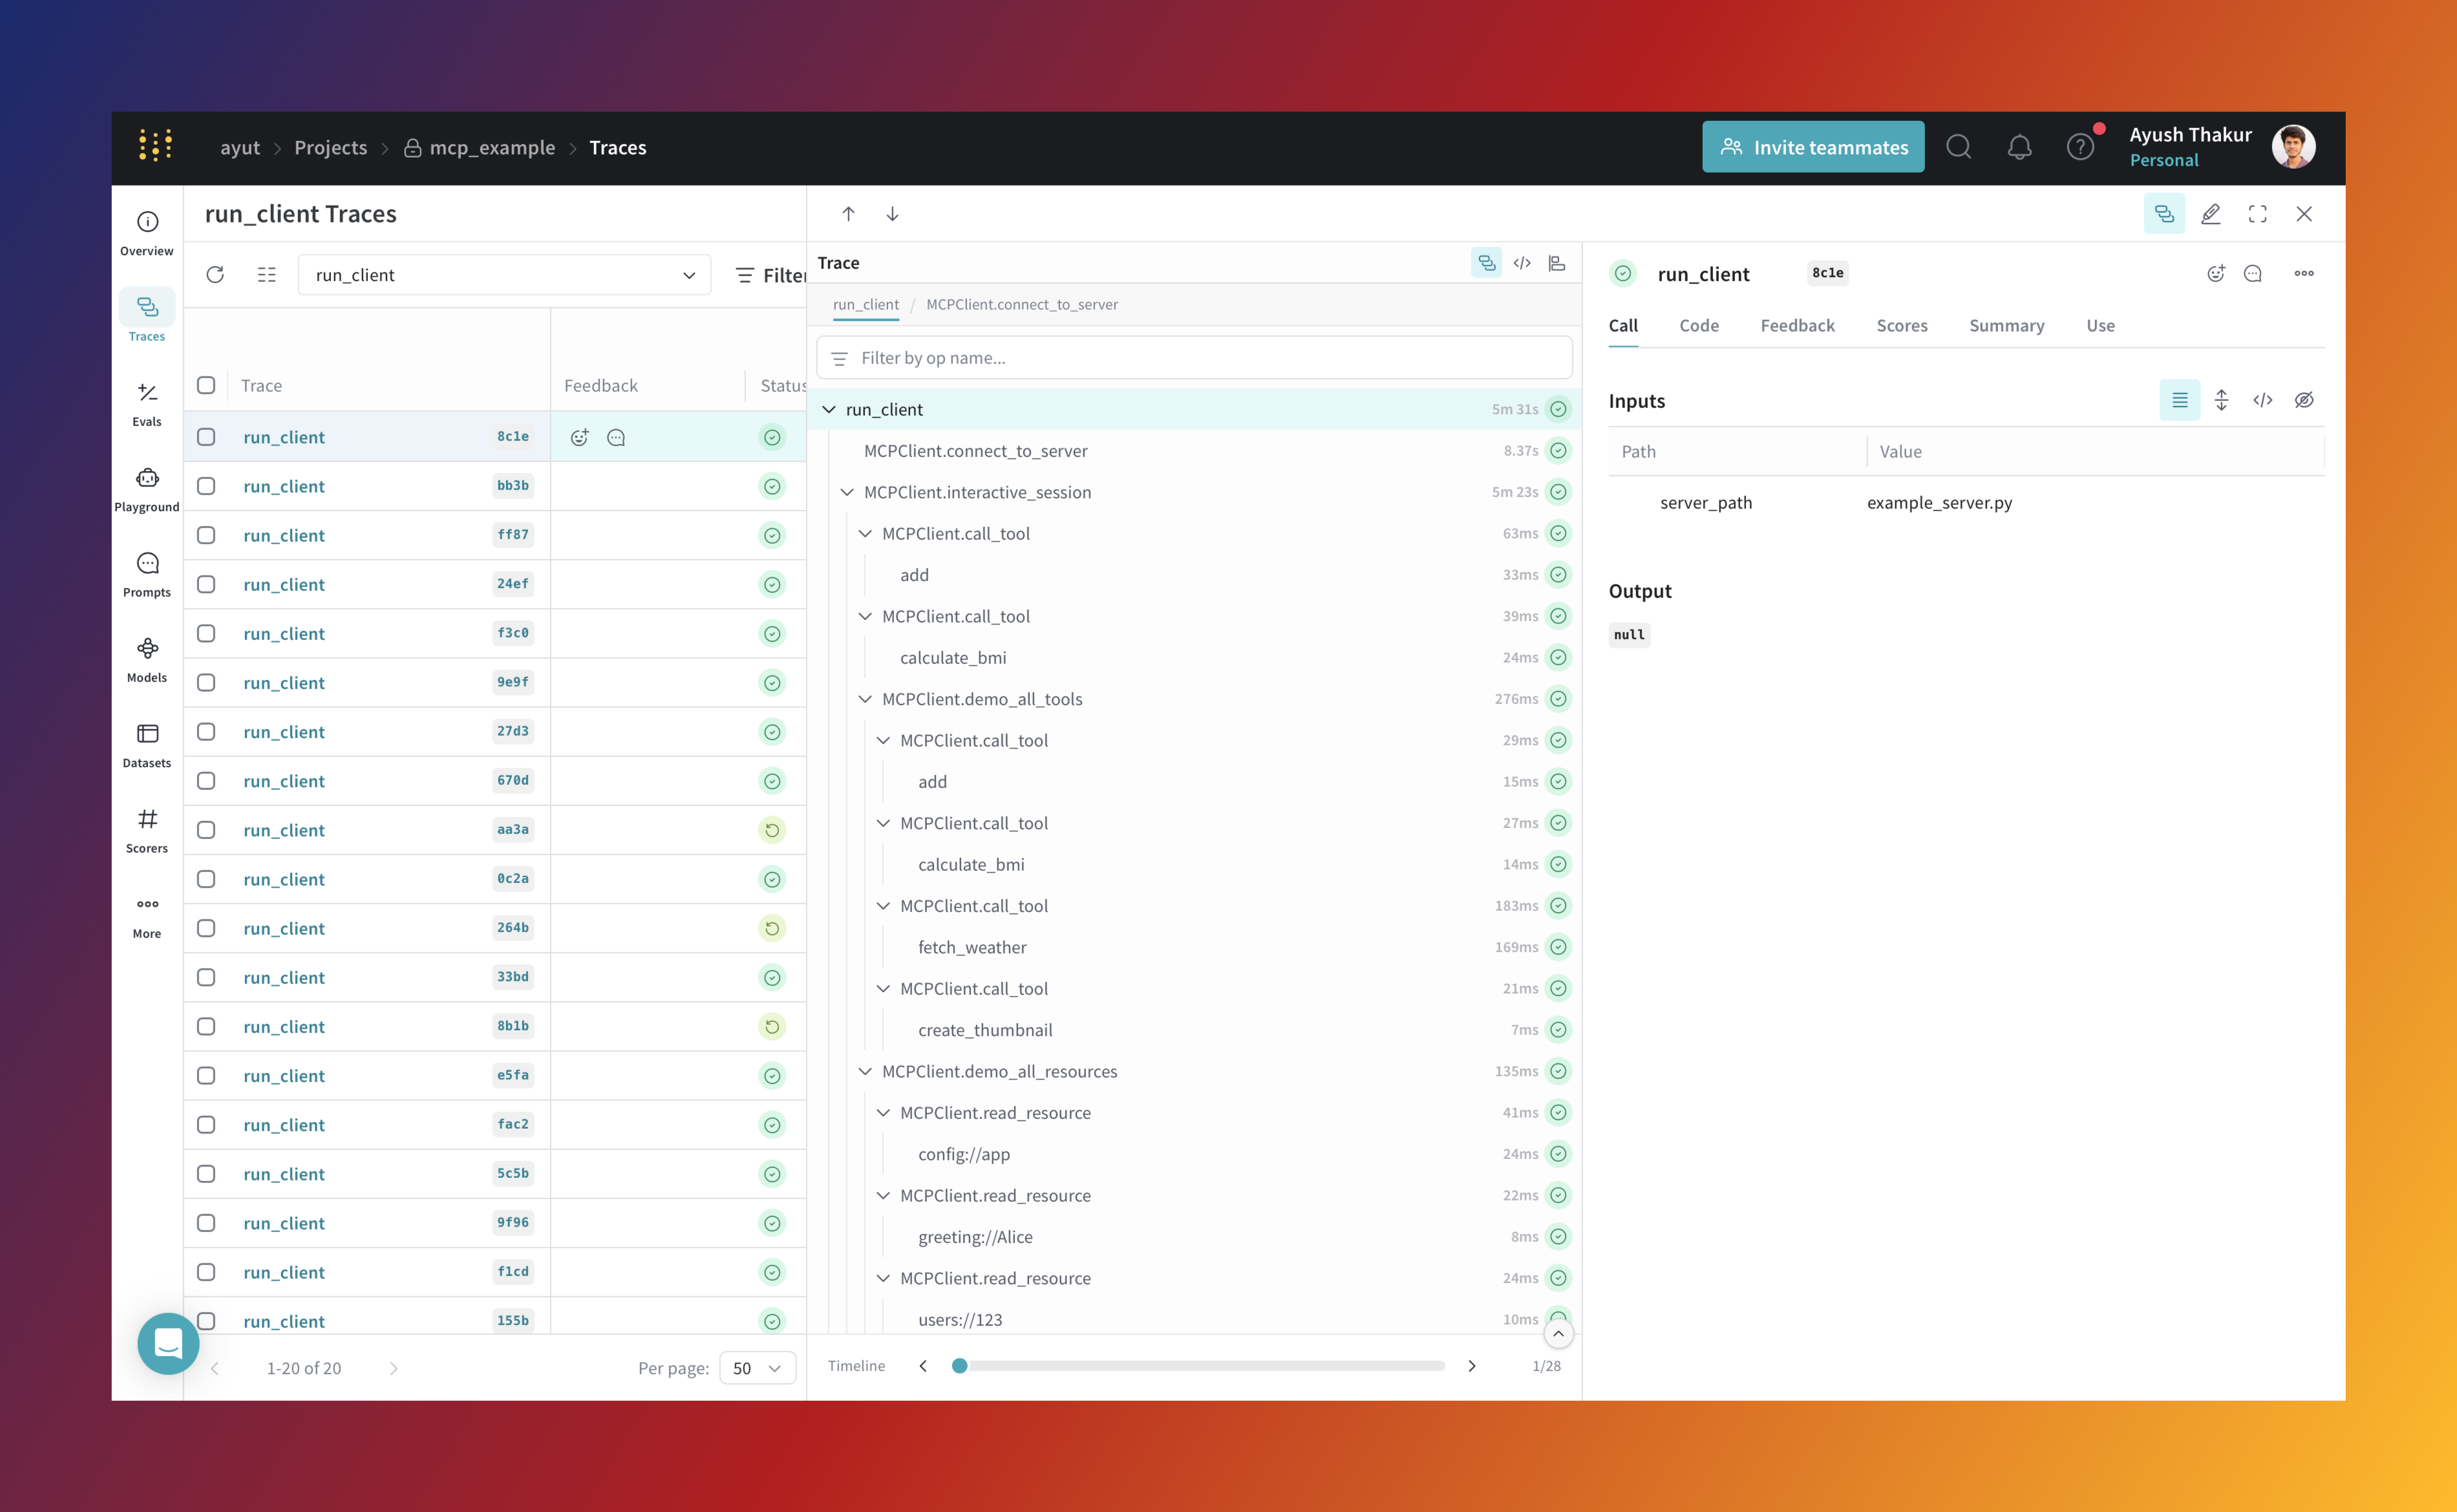 ayut > Projects > mcp_example > Traces
Invite teammates
Ayush Thakur
Personal
Overview
Traces
Evals
Playground
Prompts
Models
Datasets
Scorers
More
run_client Traces
run_client
Filter
Trace Feedback Status
run_client 8c1e
run_client bb3b
run_client ff87
run_client 24ef
run_client f3c0
run_client 9e9f
run_client 27d3
run_client 670d
run_client aa3a
run_client 0c2a
run_client 264b
run_client 33bd
run_client 8b1b
run_client e5fa
run_client fac2
run_client 5c5b
run_client 9f96
run_client f1cd
run_client 155b
1-20 of 20
Per page: 50
Trace
run_client / MCPClient.connect_to_server
Filter by op name...
run_client 5m 31s
MCPClient.connect_to_server 8.37s
MCPClient.interactive_session 5m 23s
MCPClient.call_tool 63ms
add 33ms
MCPClient.call_tool 39ms
calculate_bmi 24ms
MCPClient.demo_all_tools 276ms
MCPClient.call_tool 29ms
add 15ms
MCPClient.call_tool 27ms
calculate_bmi 14ms
MCPClient.call_tool 183ms
fetch_weather 169ms
MCPClient.call_tool 21ms
create_thumbnail 7ms
MCPClient.demo_all_resources 135ms
MCPClient.read_resource 41ms
config://app 24ms
MCPClient.read_resource 22ms
greeting://Alice 8ms
MCPClient.read_resource 24ms
users://123 10ms
Timeline 1/28
run_client 8c1e
Call Code Feedback Scores Summary Use
Inputs
Path Value
server_path example_server.py
Output
null